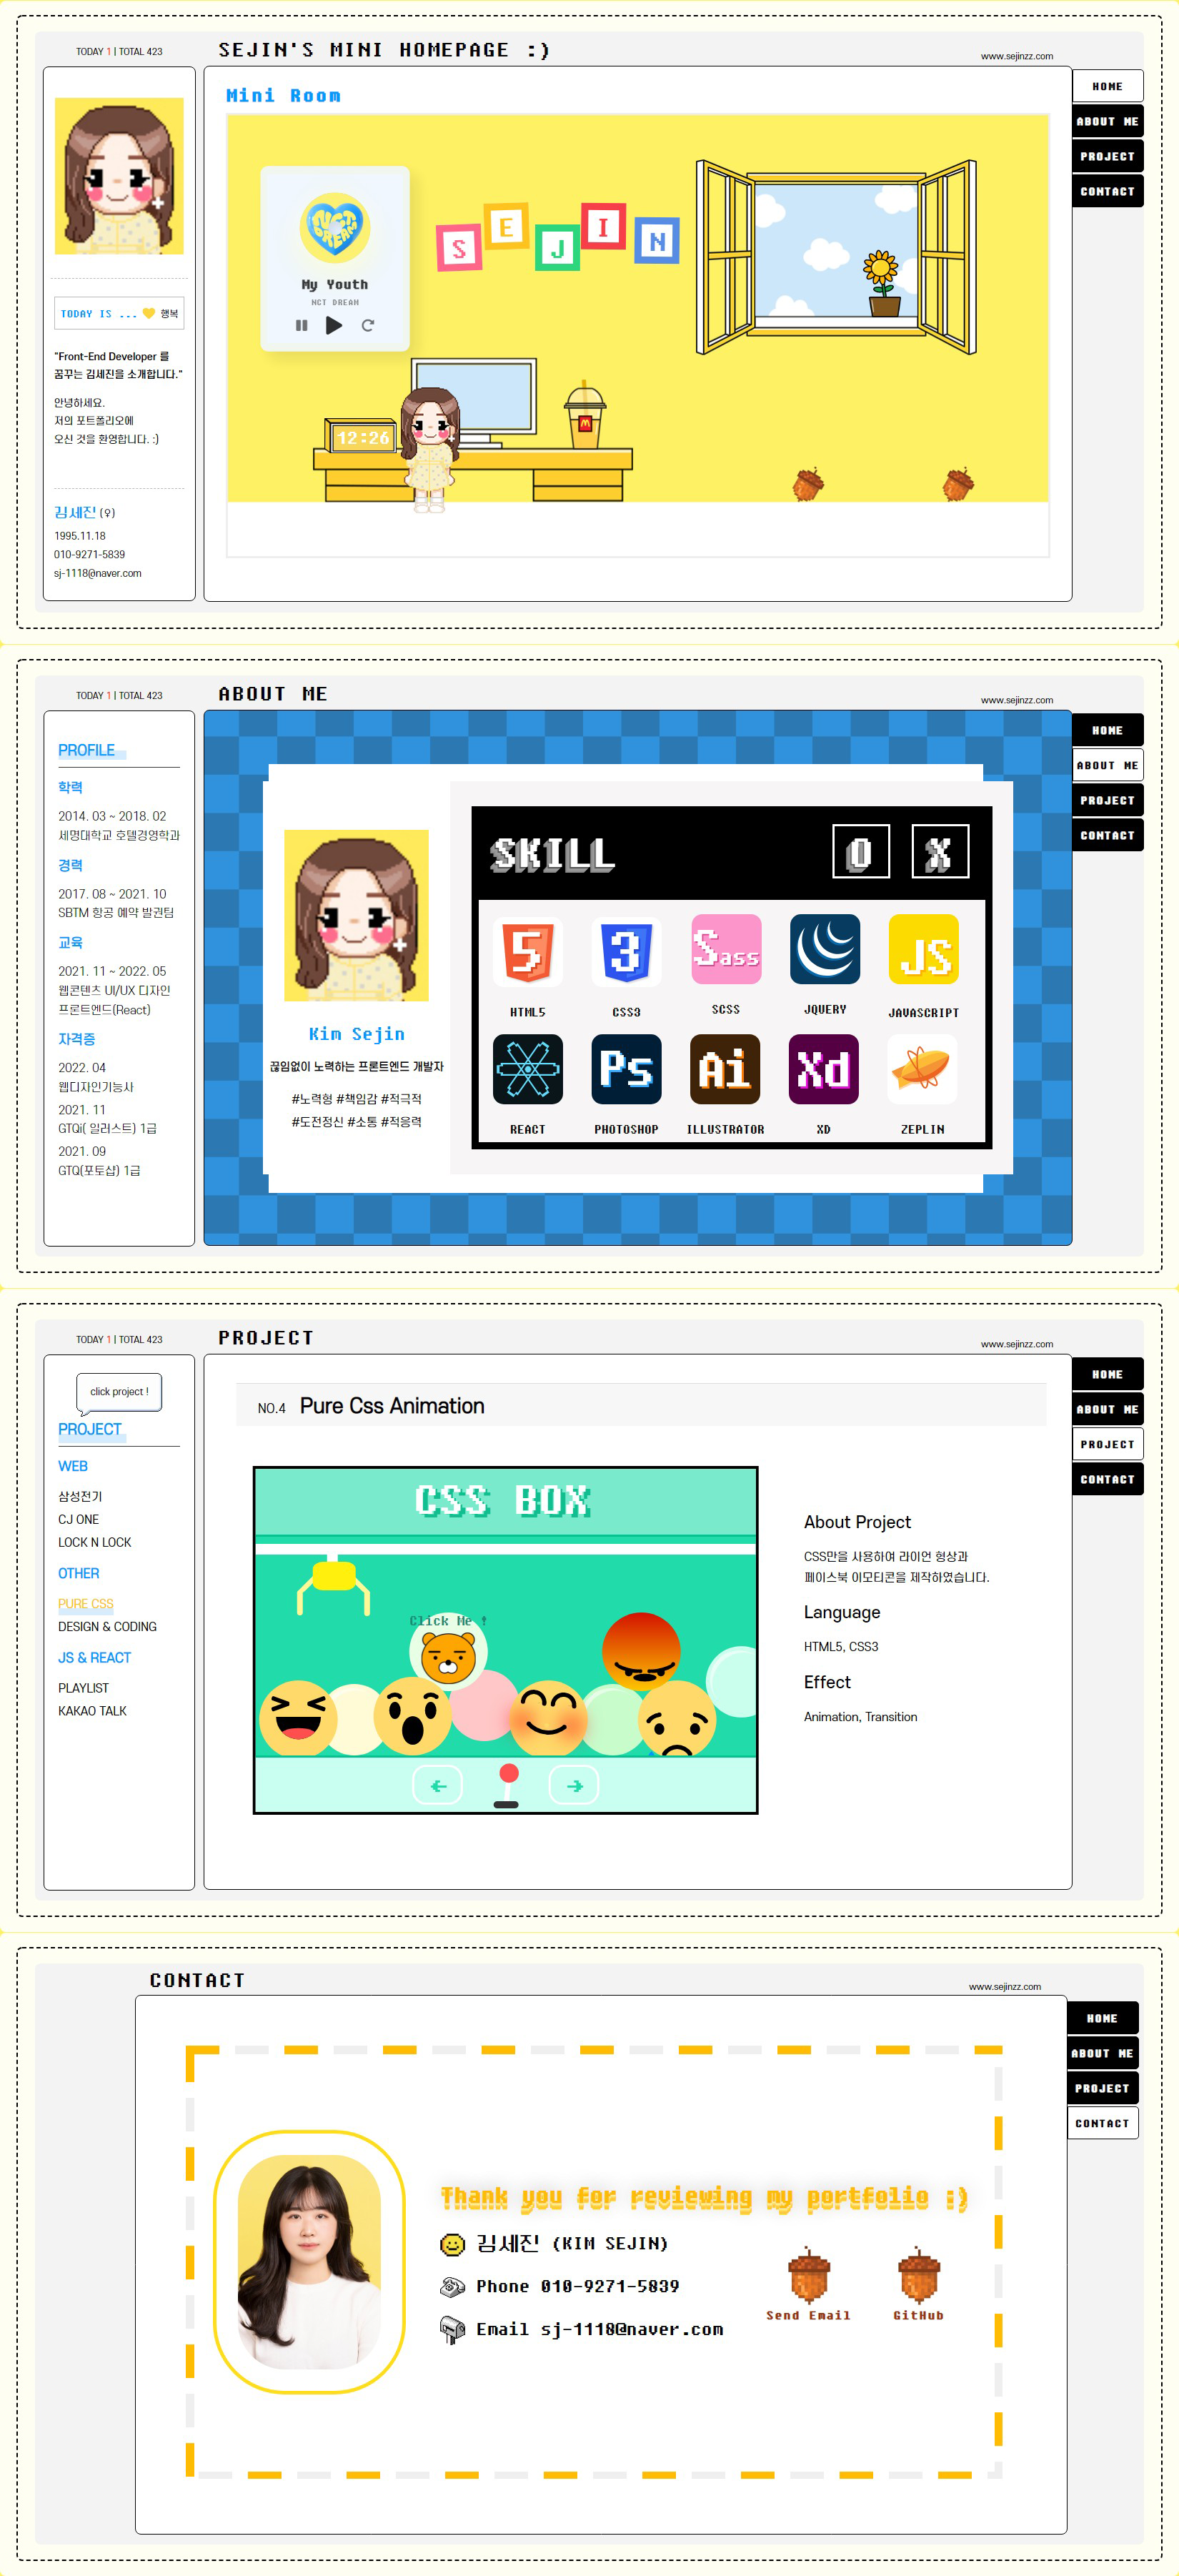 TODAY 1 | TOTAL 423
SEJIN'S MINI HOMEPAGE :)
www.sejinzz.com
HOME
ABOUT ME
PROJECT
CONTACT
TODAY IS ... 💛 행복
"Front-End Developer 를
꿈꾸는 김세진을 소개합니다."
안녕하세요.
저의 포트폴리오에
오신 것을 환영합니다. :)
김세진 (♀)
1995.11.18
010-9271-5839
sj-1118@naver.com
Mini Room
NCT DREAM
My Youth
NCT DREAM
S E J I N
12:26
TODAY 1 | TOTAL 423
ABOUT ME
www.sejinzz.com
HOME
ABOUT ME
PROJECT
CONTACT
PROFILE
학력
2014. 03 ~ 2018. 02
세명대학교 호텔경영학과
경력
2017. 08 ~ 2021. 10
SBTM 항공 예약 발권팀
교육
2021. 11 ~ 2022. 05
웹콘텐츠 UI/UX 디자인
프론트엔드(React)
자격증
2022. 04
웹디자인기능사
2021. 11
GTQi( 일러스트) 1급
2021. 09
GTQ(포토샵) 1급
Kim Sejin
끊임없이 노력하는 프론트엔드 개발자
#노력형 #책임감 #적극적
#도전정신 #소통 #적응력
SKILL O X
5 3 Sass JS
HTML5 CSS3 SCSS JQUERY JAVASCRIPT
Ps Ai Xd
REACT PHOTOSHOP ILLUSTRATOR XD ZEPLIN
TODAY 1 | TOTAL 423
PROJECT
www.sejinzz.com
HOME
ABOUT ME
PROJECT
CONTACT
click project !
PROJECT
WEB
삼성전기
CJ ONE
LOCK N LOCK
OTHER
PURE CSS
DESIGN & CODING
JS & REACT
PLAYLIST
KAKAO TALK
NO.4 Pure Css Animation
CSS BOX
Click Me !
About Project
CSS만을 사용하여 라이언 형상과
페이스북 이모티콘을 제작하였습니다.
Language
HTML5, CSS3
Effect
Animation, Transition
CONTACT
www.sejinzz.com
HOME
ABOUT ME
PROJECT
CONTACT
Thank you for reviewing my portfolio :)
김세진 (KIM SEJIN)
Phone 010-9271-5839
Email sj-1118@naver.com
Send Email
GitHub